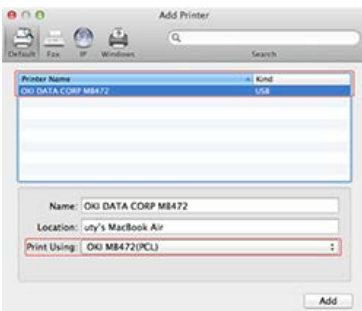 Add Printer
Default Fax IP Windows Search
Printer Name Kind
OKI DATA CORP MB472 USB
Name: OKI DATA CORP MB472
Location: uty's MacBook Air
Print Using: OKI MB472(PCL)
Add